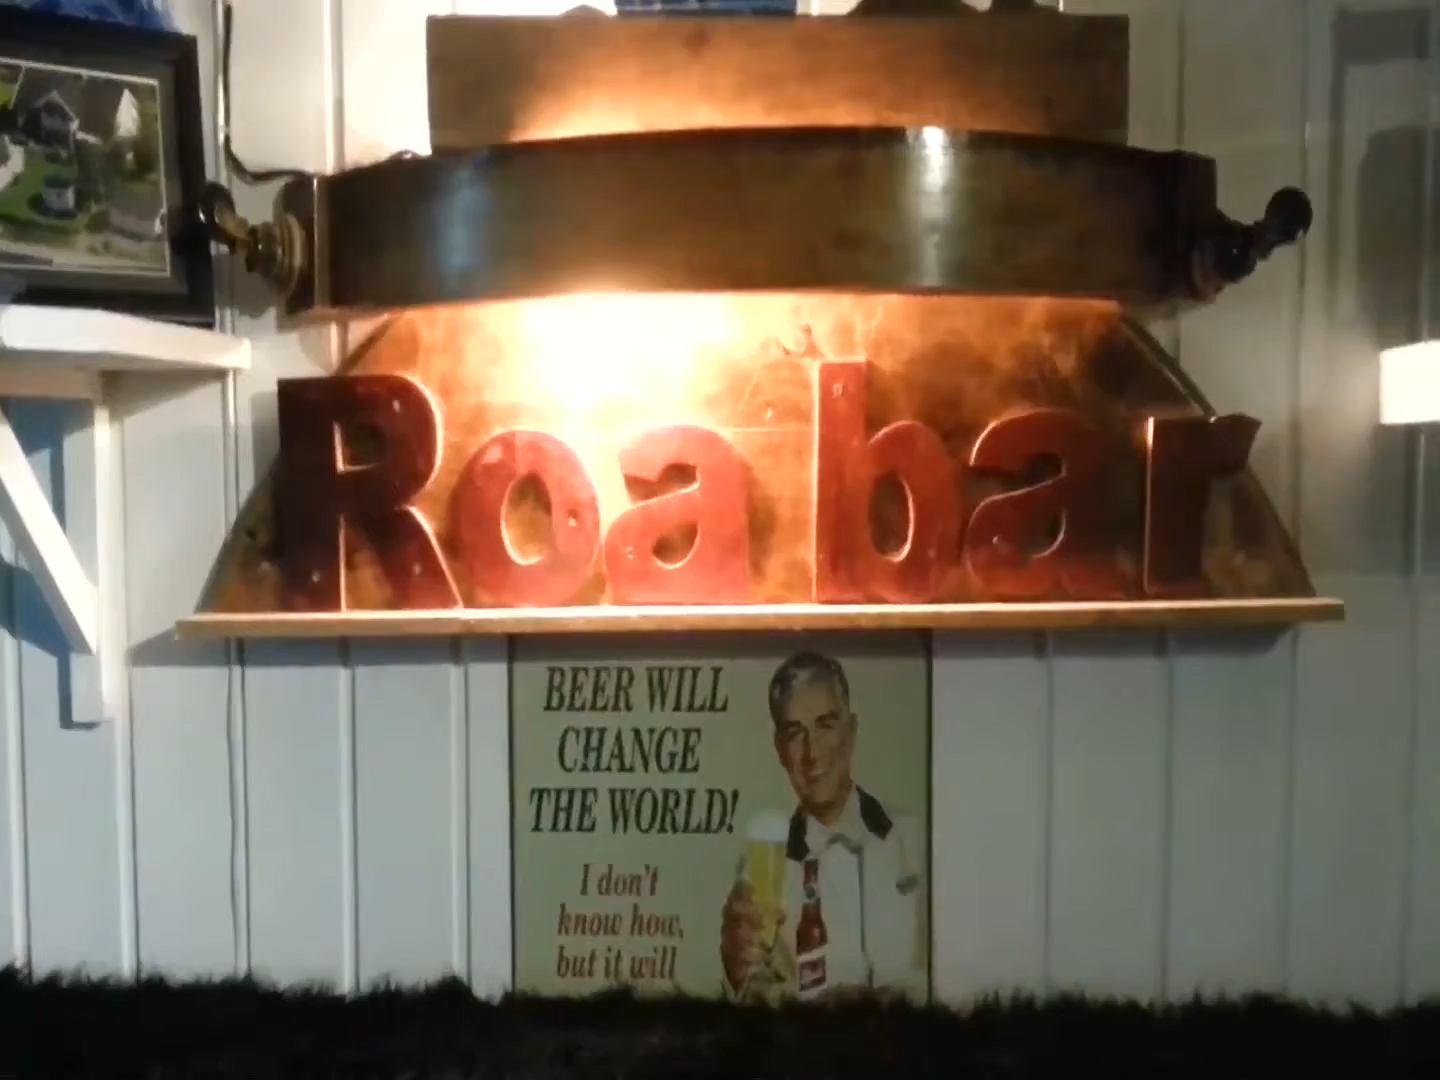 Roabar
BEER WILL
CHANGE
THE WORLD!
I don't
know how,
but it will